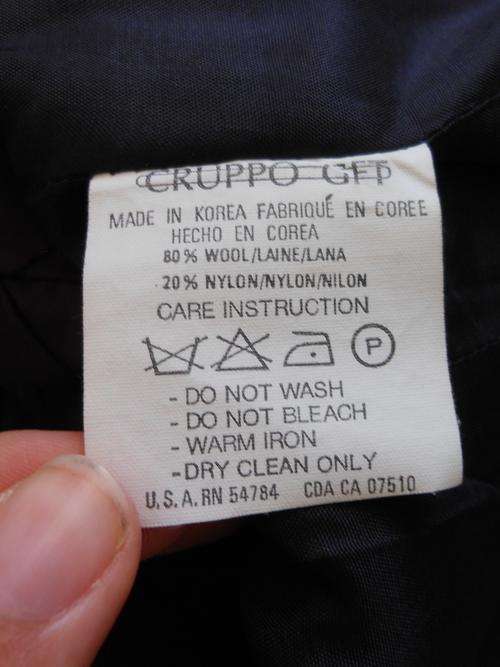 GRUPPO GFT
MADE IN KOREA FABRIQUÉ EN COREE
HECHO EN COREA
80% WOOL/LAINE/LANA
20% NYLON/NYLON/NILON
CARE INSTRUCTION
P
- DO NOT WASH
- DO NOT BLEACH
- WARM IRON
- DRY CLEAN ONLY
U.S.A. RN 54784 CDA CA 07510